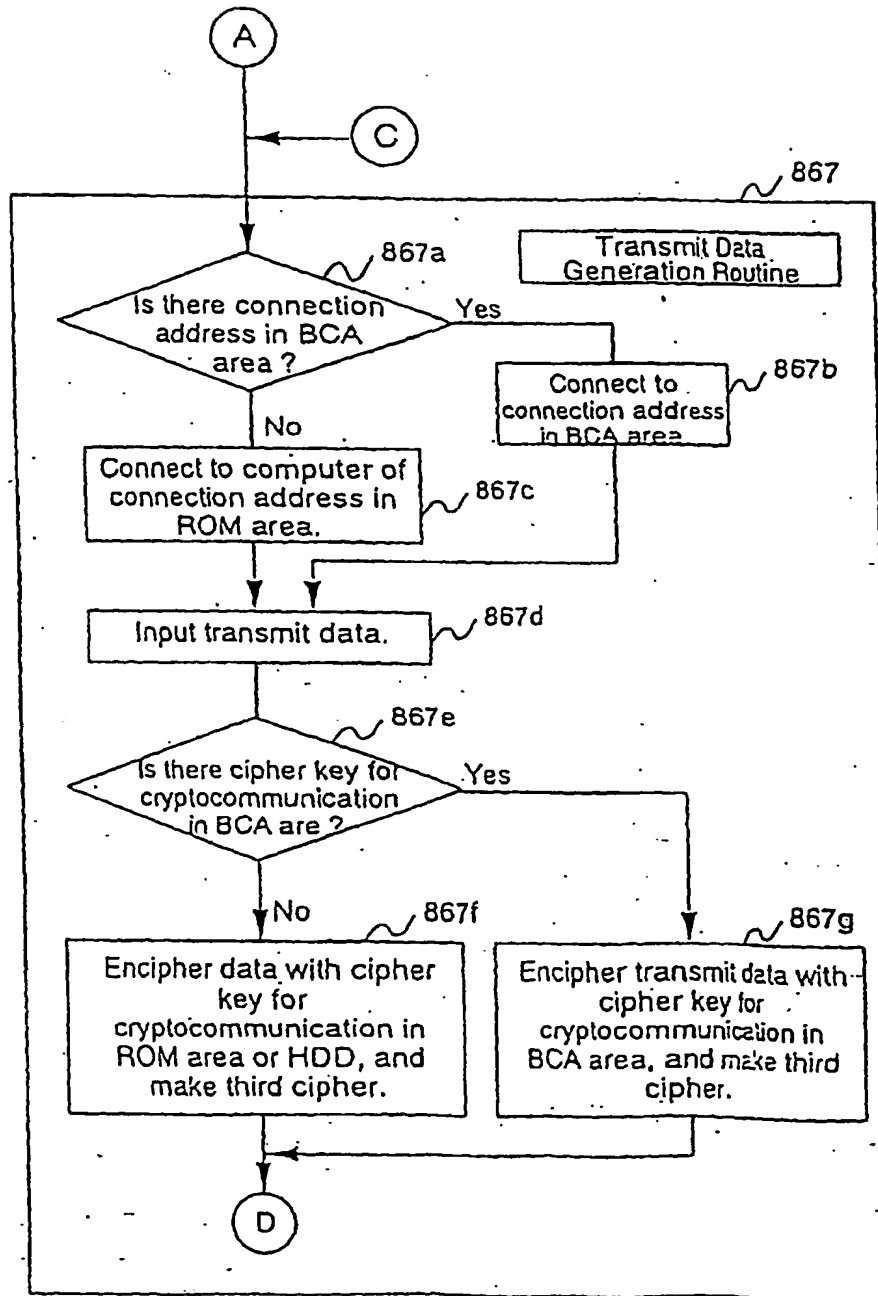 A
C
867
867a
Transmit Data
Generation Routine
Is there connection
address in BCA
area ?
Yes
867b
Connect to
connection address
in BCA area
No
Connect to computer of
connection address in
ROM area.
867c
Input transmit data.
867d
867e
Is there cipher key for
cryptocommunication
in BCA are ?
Yes
No
867f
867g
Encipher data with cipher
key for
cryptocommunication in
ROM area or HDD, and
make third cipher.
Encipher transmit data with
cipher key for
cryptocommunication in
BCA area, and make third
cipher.
D